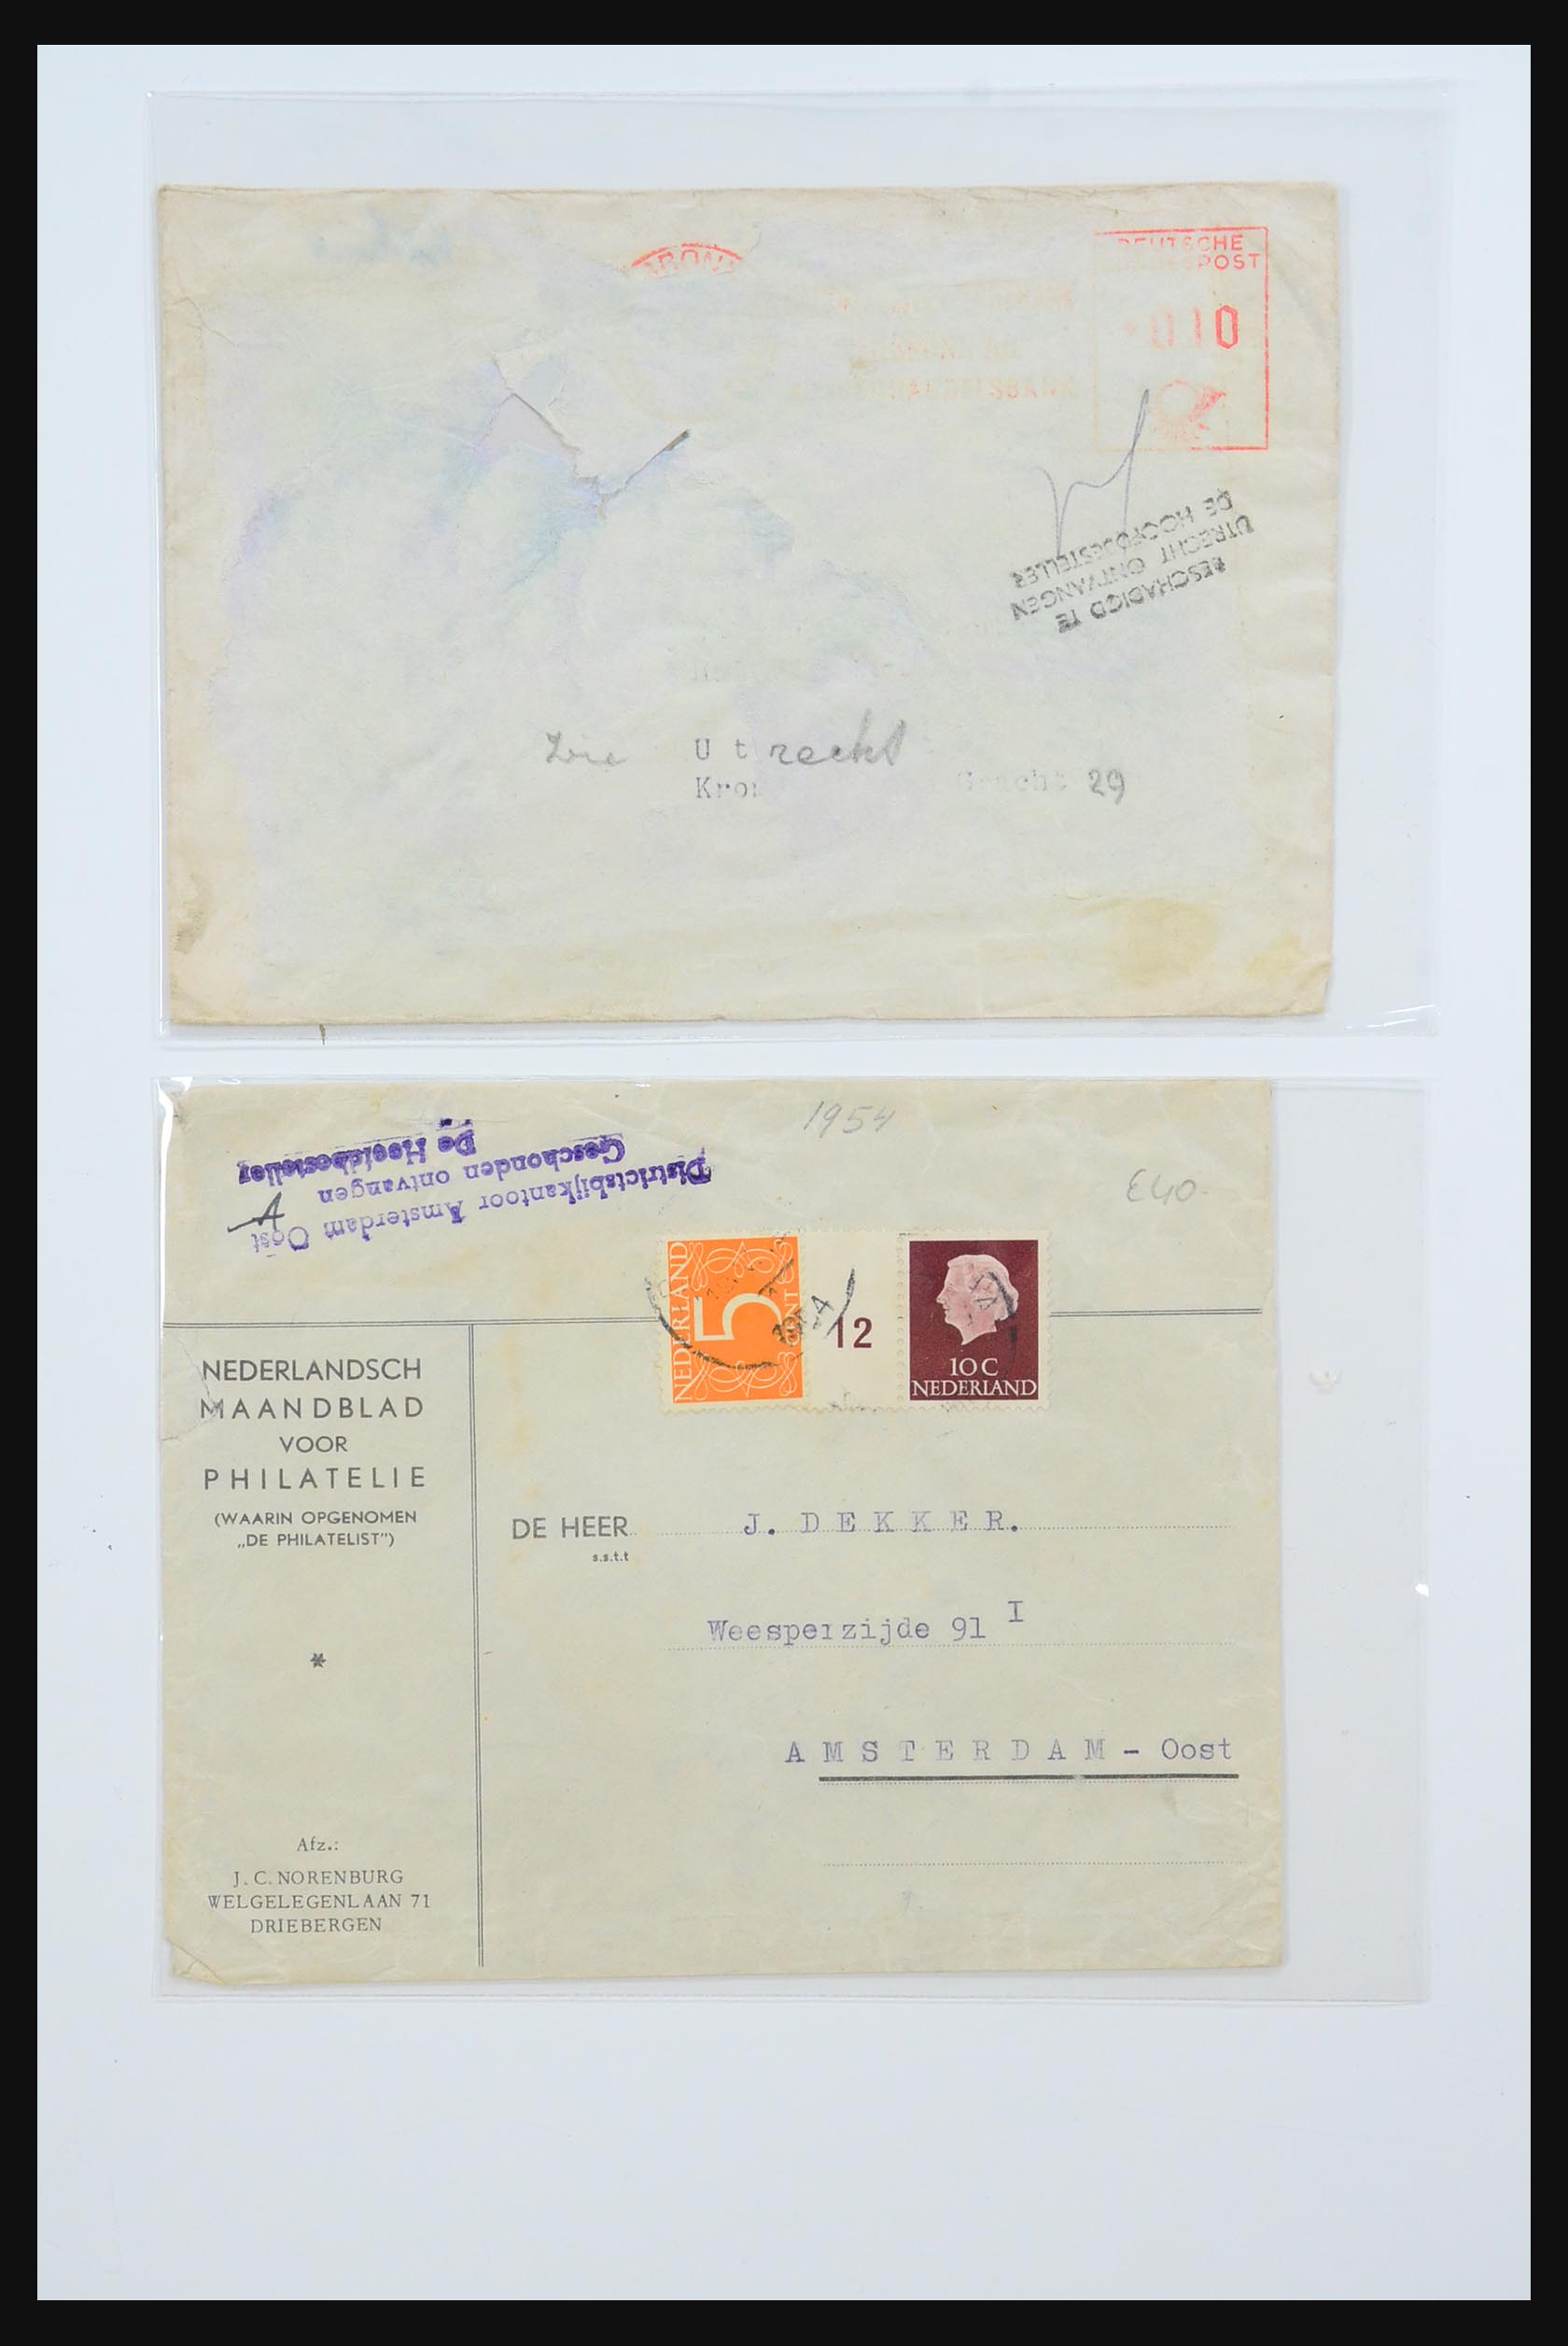 DEUTSCHE
POST
010
BESCHADIGD TE
UTRECHT ONTVANGEN
DE HOOFDBESTELLER
Utrecht
29
1954
Districtsbijkantoor Amsterdam Oost
Geschonden ontvangen
De Hoofdbesteller
E40-
NEDERLAND
5
CENT
12
10 C
NEDERLAND
NEDERLANDSCH
MAANDBLAD
VOOR
PHILATELIE
(WAARIN OPGENOMEN
„DE PHILATELIST")
*
DE HEER J. DEKKER.
s.s.t.t
Weesperzijde 91 I
AMSTERDAM - Oost
Afz.:
J. C. NORENBURG
WELGELEGENLAAN 71
DRIEBERGEN